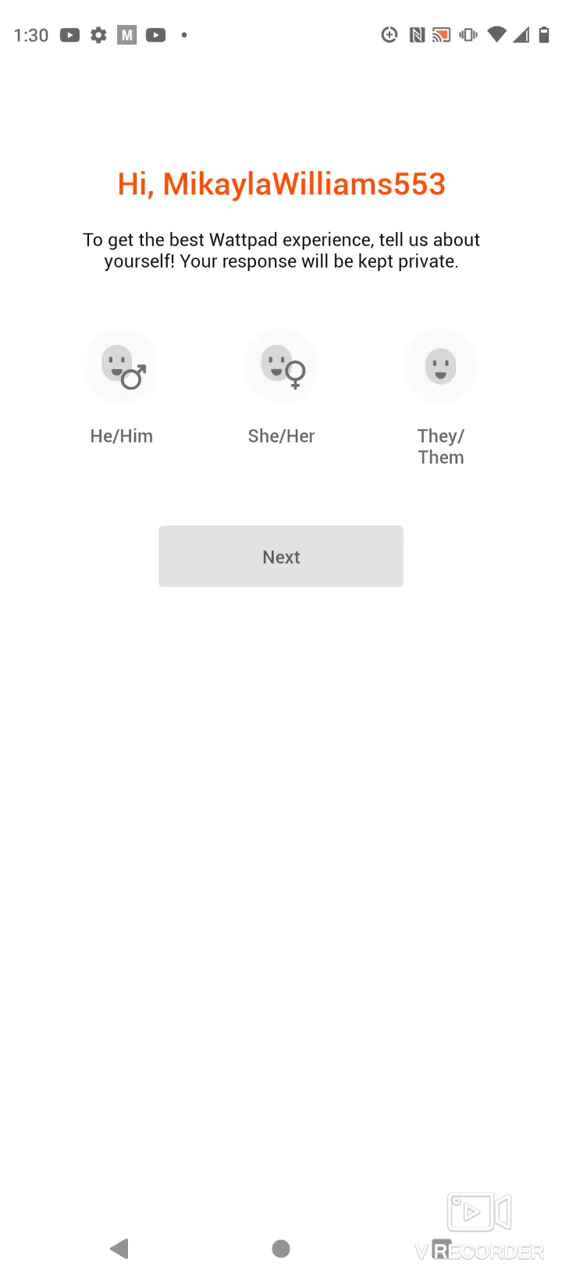 1:30
M
Hi, MikaylaWilliams553
To get the best Wattpad experience, tell us about
yourself! Your response will be kept private.
He/Him
She/Her
They/
Them
Next
VRECORDER